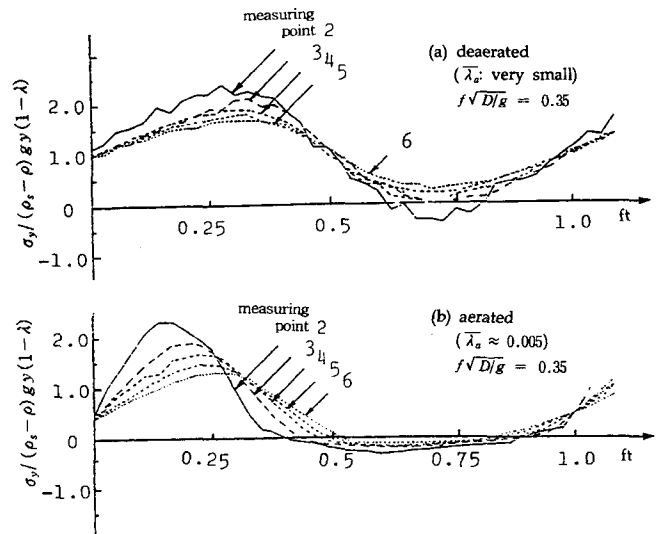 measuring
point 2
3 4 5
6
(a) deaerated
( λ̅ₐ: very small)
f√D/g = 0.35
σy/(ρs − ρ) g y (1 − λ)
2.0
1.0
0
−1.0
0.25
0.5
1.0
ft
measuring
point 2
3 4 5 6
(b) aerated
( λ̅ₐ ≈ 0.005)
f√D/g = 0.35
σy/(ρs − ρ) g y (1 − λ)
2.0
1.0
0
−1.0
0.25
0.5
0.75
1.0
ft